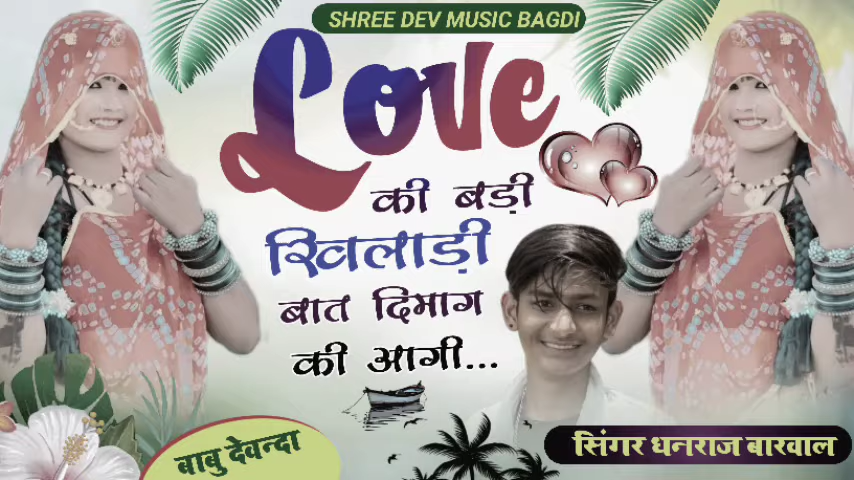 SHREE DEV MUSIC BAGDI
Love
की बड़ी
खिलाड़ी
बात दिमाग
की आगी...
बाबु देवन्दा
सिंगर धनराज बारवाल